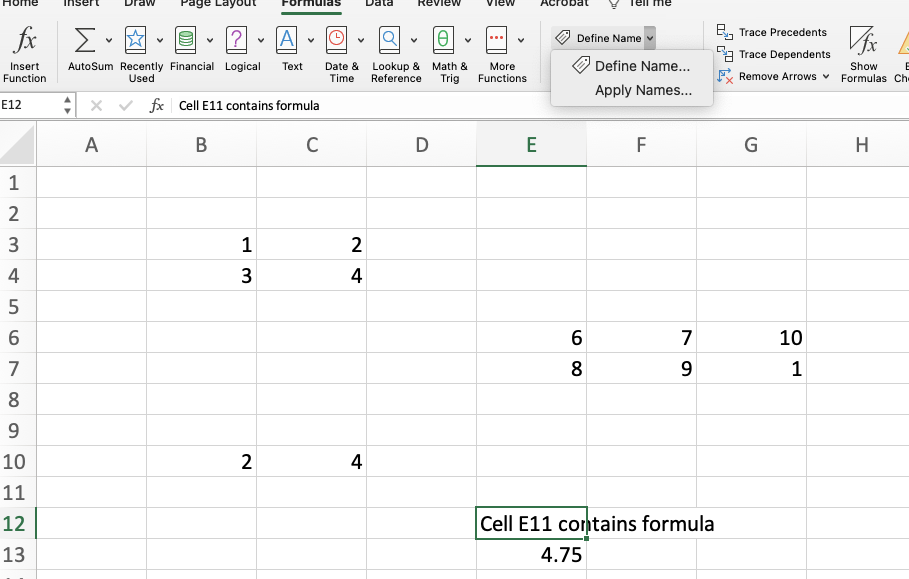 Home Insert Draw Page Layout Formulas Data Review View Acrobat Tell me
fx Σ ? A θ
Insert Function AutoSum Recently Used Financial Logical Text Date & Time Lookup & Reference Math & Trig More Functions
Define Name
Define Name...
Apply Names...
Trace Precedents
Trace Dependents
Remove Arrows
fx
Show Formulas
E12 fx Cell E11 contains formula
A B C D E F G H
1
2
3 1 2
4 3 4
5
6 6 7 10
7 8 9 1
8
9
10 2 4
11
12 Cell E11 contains formula
13 4.75